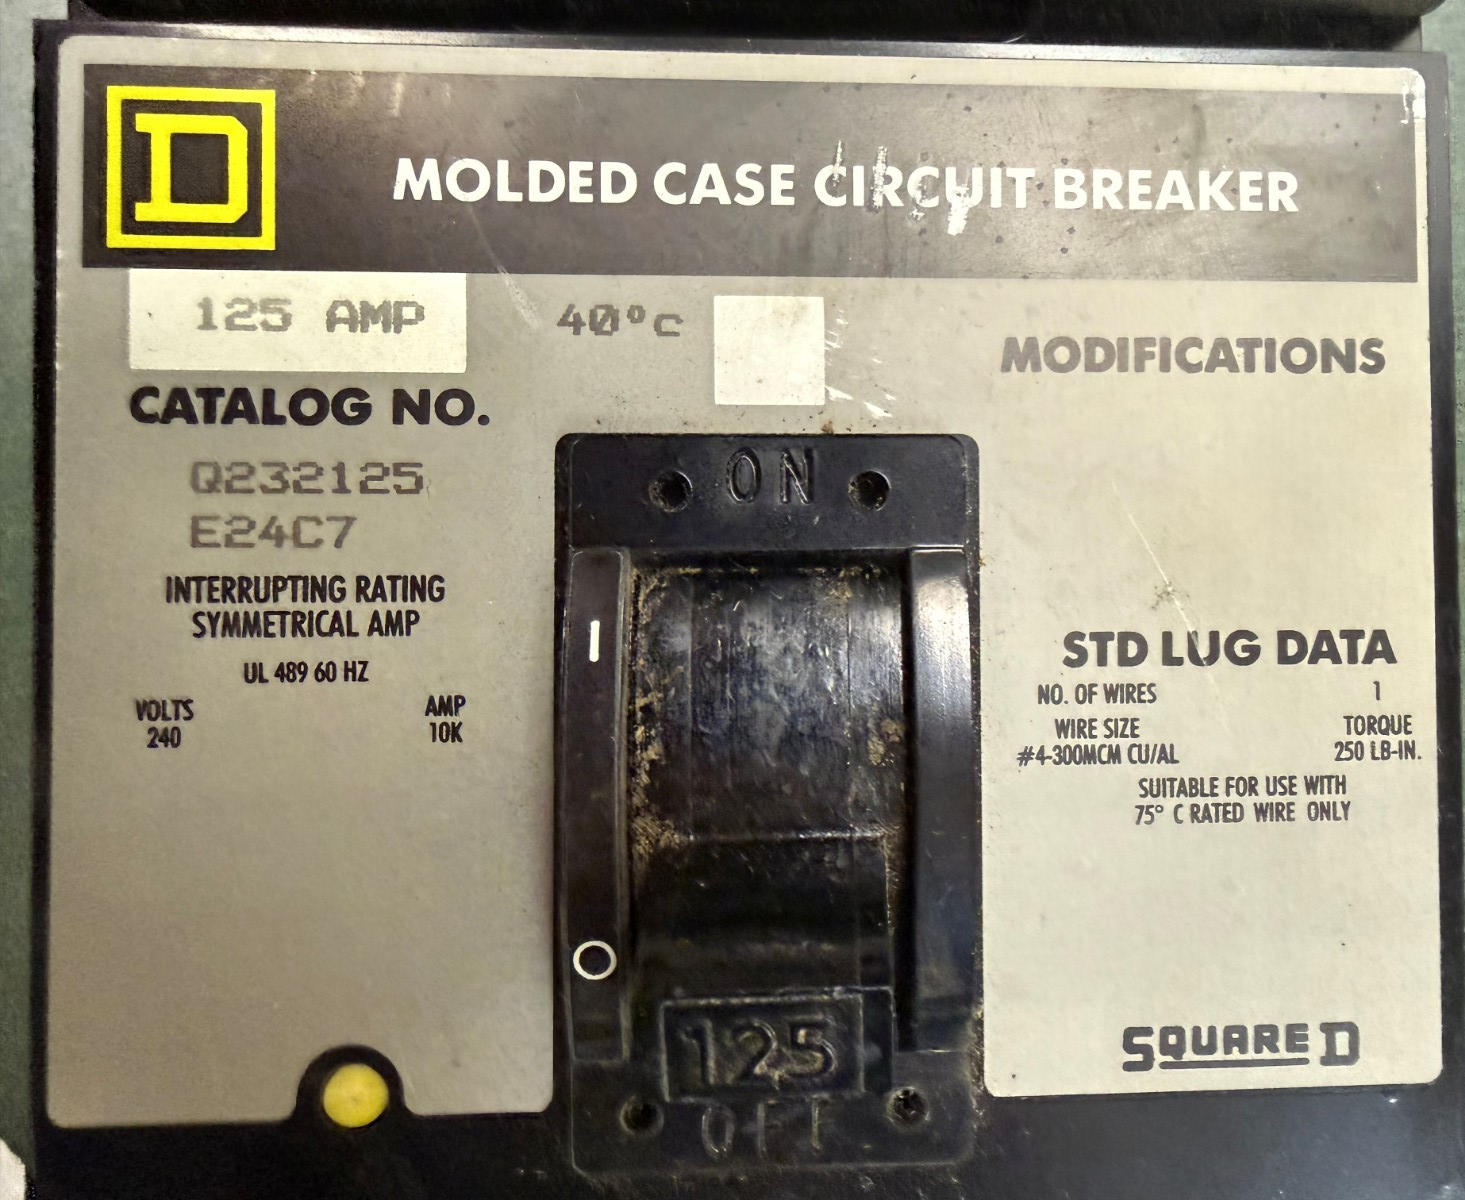 D
MOLDED CASE CIRCUIT BREAKER
125 AMP
40°C
CATALOG NO.
Q232125
E24C7
INTERRUPTING RATING
SYMMETRICAL AMP
UL 489 60 HZ
VOLTS AMP
240 10K
ON
I
O
125
OFF
MODIFICATIONS
STD LUG DATA
NO. OF WIRES 1
WIRE SIZE TORQUE
#4-300MCM CU/AL 250 LB-IN.
SUITABLE FOR USE WITH
75° C RATED WIRE ONLY
SQUARE D